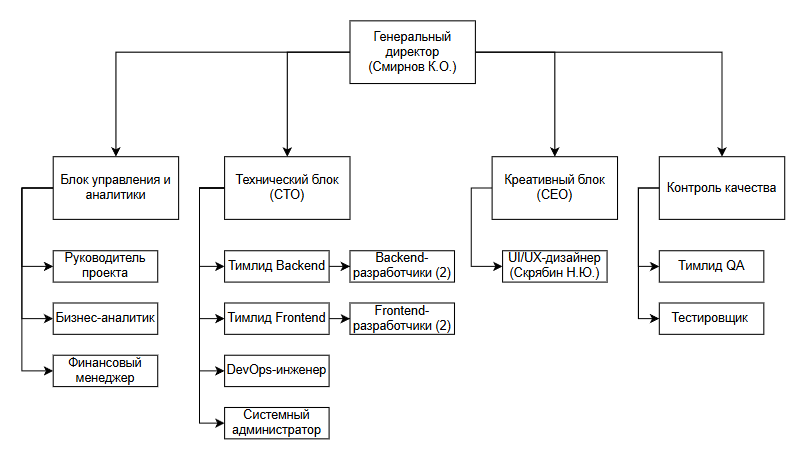 Генеральный
директор
(Смирнов К.О.)
Блок управления и
аналитики
Технический блок
(CTO)
Креативный блок
(CEO)
Контроль качества
Руководитель
проекта
Тимлид Backend
Backend-
разработчики (2)
UI/UX-дизайнер
(Скрябин Н.Ю.)
Тимлид QA
Бизнес-аналитик
Тимлид Frontend
Frontend-
разработчики (2)
Тестировщик
Финансовый
менеджер
DevOps-инженер
Системный
администратор